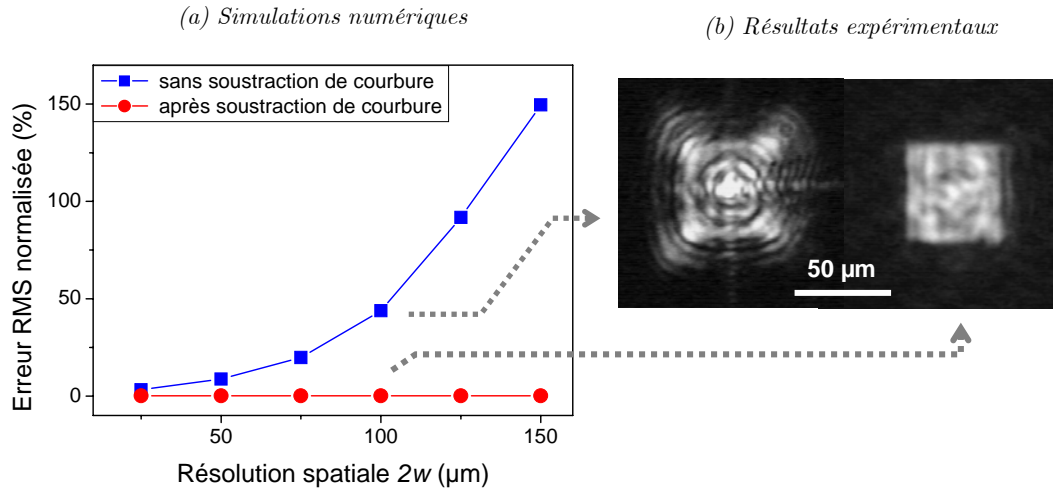 (a) Simulations numériques
(b) Résultats expérimentaux
sans soustraction de courbure
après soustraction de courbure
Erreur RMS normalisée (%)
150
100
50
0
50
100
150
Résolution spatiale 2w (µm)
50 µm